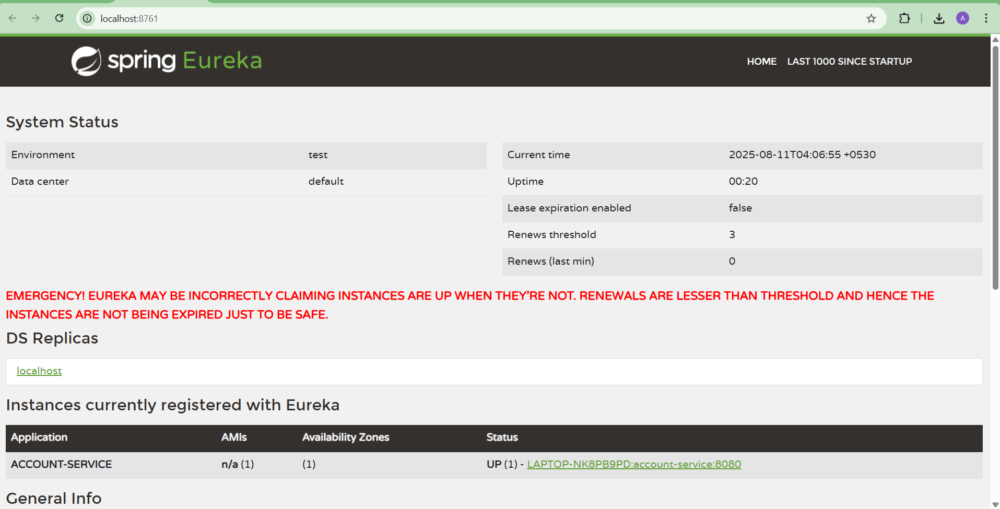 localhost:8761
A
spring Eureka
HOME LAST 1000 SINCE STARTUP
System Status
Environment test
Data center default
Current time 2025-08-11T04:06:55 +0530
Uptime 00:20
Lease expiration enabled false
Renews threshold 3
Renews (last min) 0
EMERGENCY! EUREKA MAY BE INCORRECTLY CLAIMING INSTANCES ARE UP WHEN THEY’RE NOT. RENEWALS ARE LESSER THAN THRESHOLD AND HENCE THE
INSTANCES ARE NOT BEING EXPIRED JUST TO BE SAFE.
DS Replicas
localhost
Instances currently registered with Eureka
Application AMIs Availability Zones Status
ACCOUNT-SERVICE n/a (1) (1) UP (1) - LAPTOP-NK8PB9PD:account-service:8080
General Info